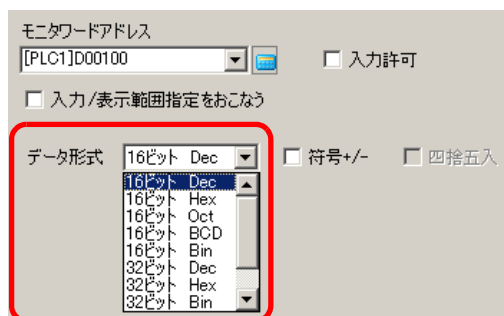 モニタワードアドレス
[PLC1]D00100
入力許可
入力/表示範囲指定をおこなう
データ形式 16ビット Dec 符号+/- 四捨五入
16ビット Dec
16ビット Hex
16ビット Oct
16ビット BCD
16ビット Bin
32ビット Dec
32ビット Hex
32ビット Bin